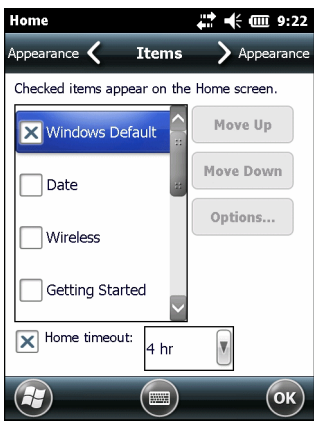 Home 9:22
Appearance Items Appearance
Checked items appear on the Home screen.
Windows Default
Date
Wireless
Getting Started
Move Up
Move Down
Options...
Home timeout: 4 hr
OK